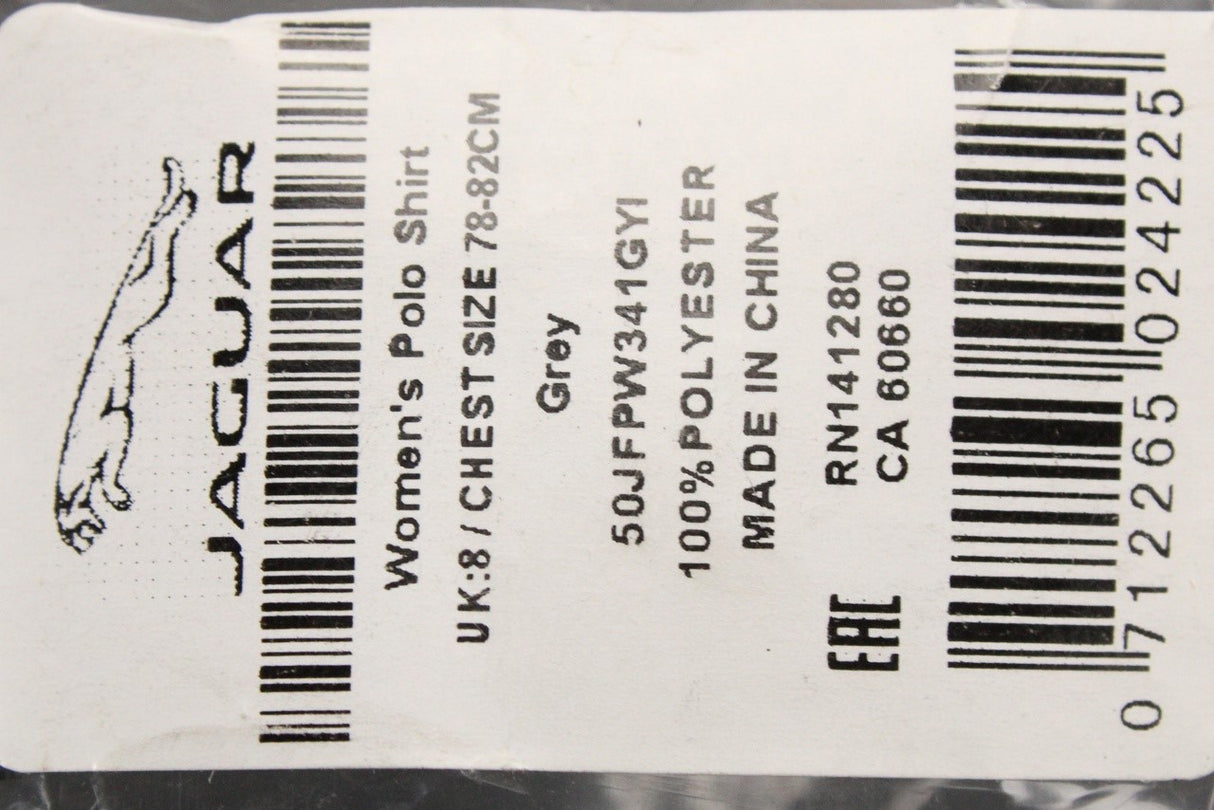 JAGUAR
Women's Polo Shirt
UK:8 / CHEST SIZE 78-82CM
Grey
50JFPW341GYI
100%POLYESTER
MADE IN CHINA
EAC
RN141280
CA 60660
0 712265 024225